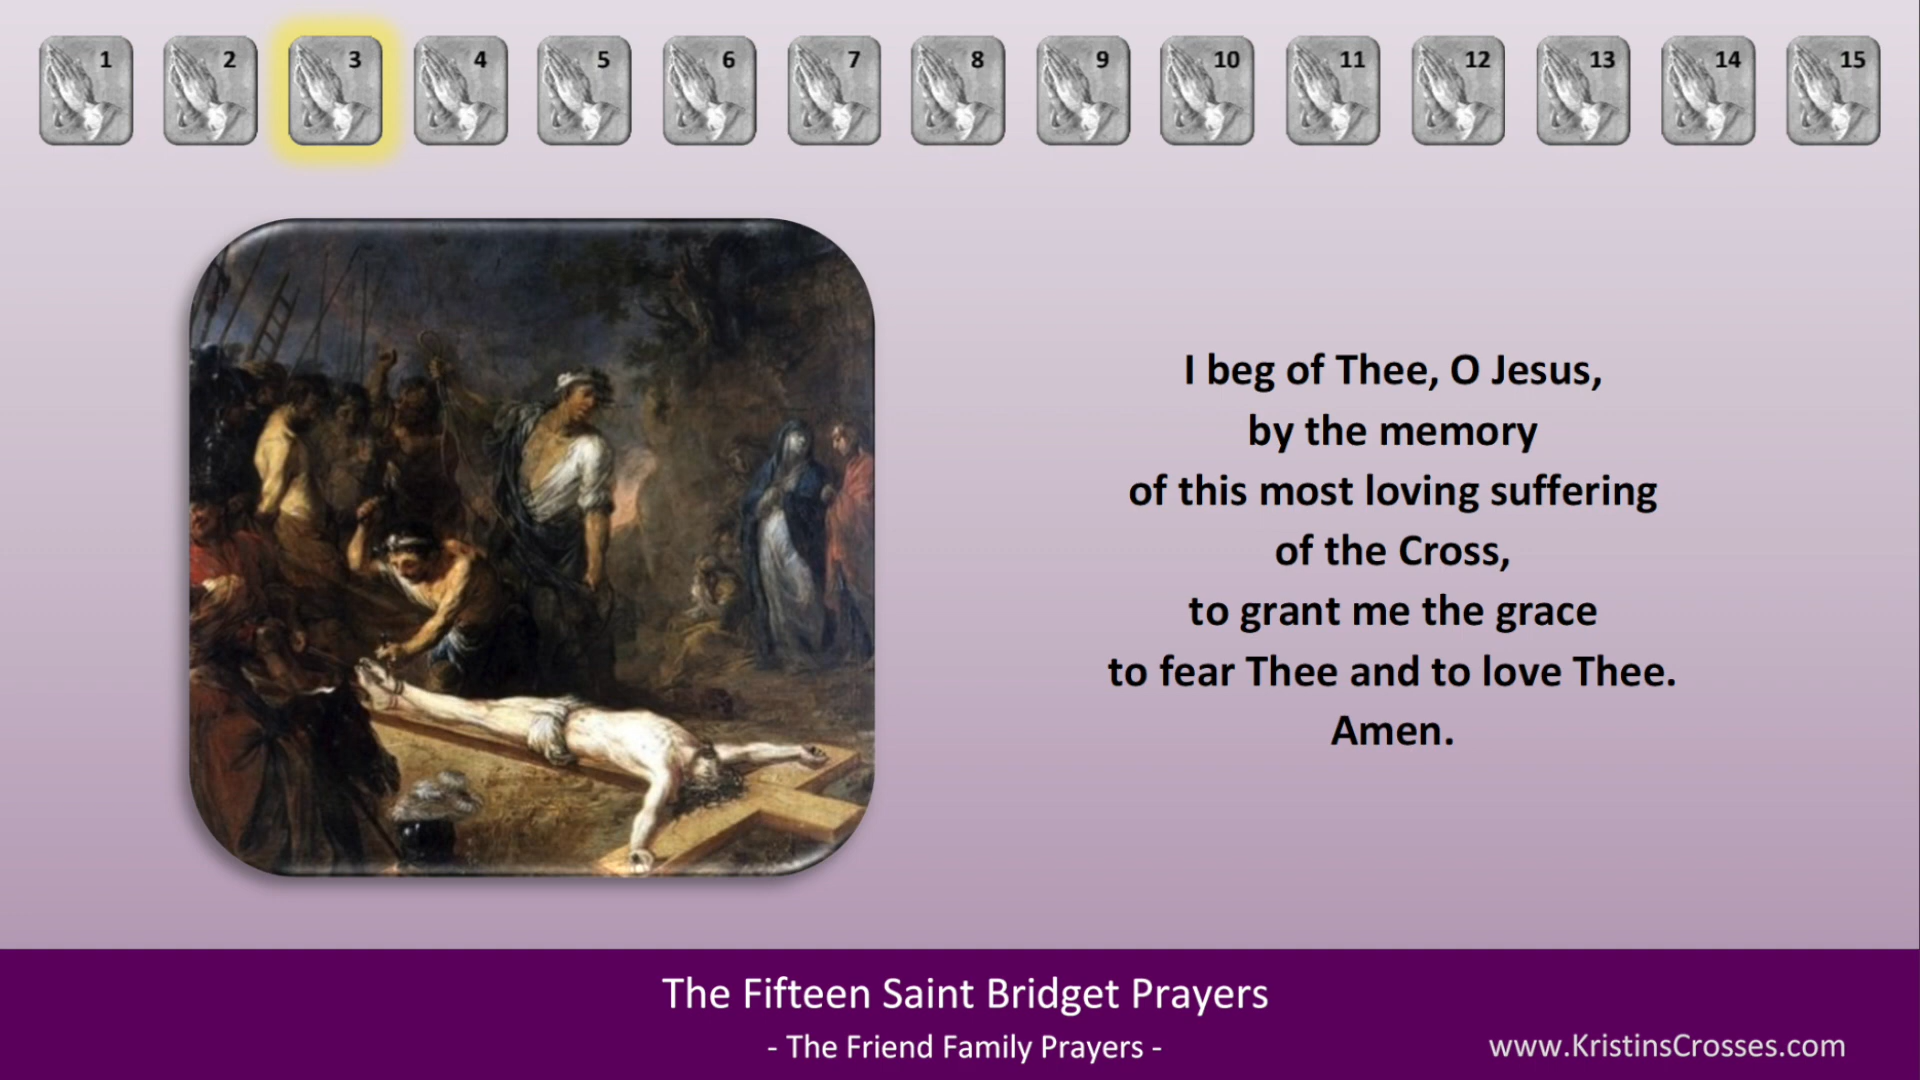 1 2 3 4 5 6 7 8 9 10 11 12 13 14 15
I beg of Thee, O Jesus,
by the memory
of this most loving suffering
of the Cross,
to grant me the grace
to fear Thee and to love Thee.
Amen.
The Fifteen Saint Bridget Prayers
- The Friend Family Prayers -
www.KristinsCrosses.com